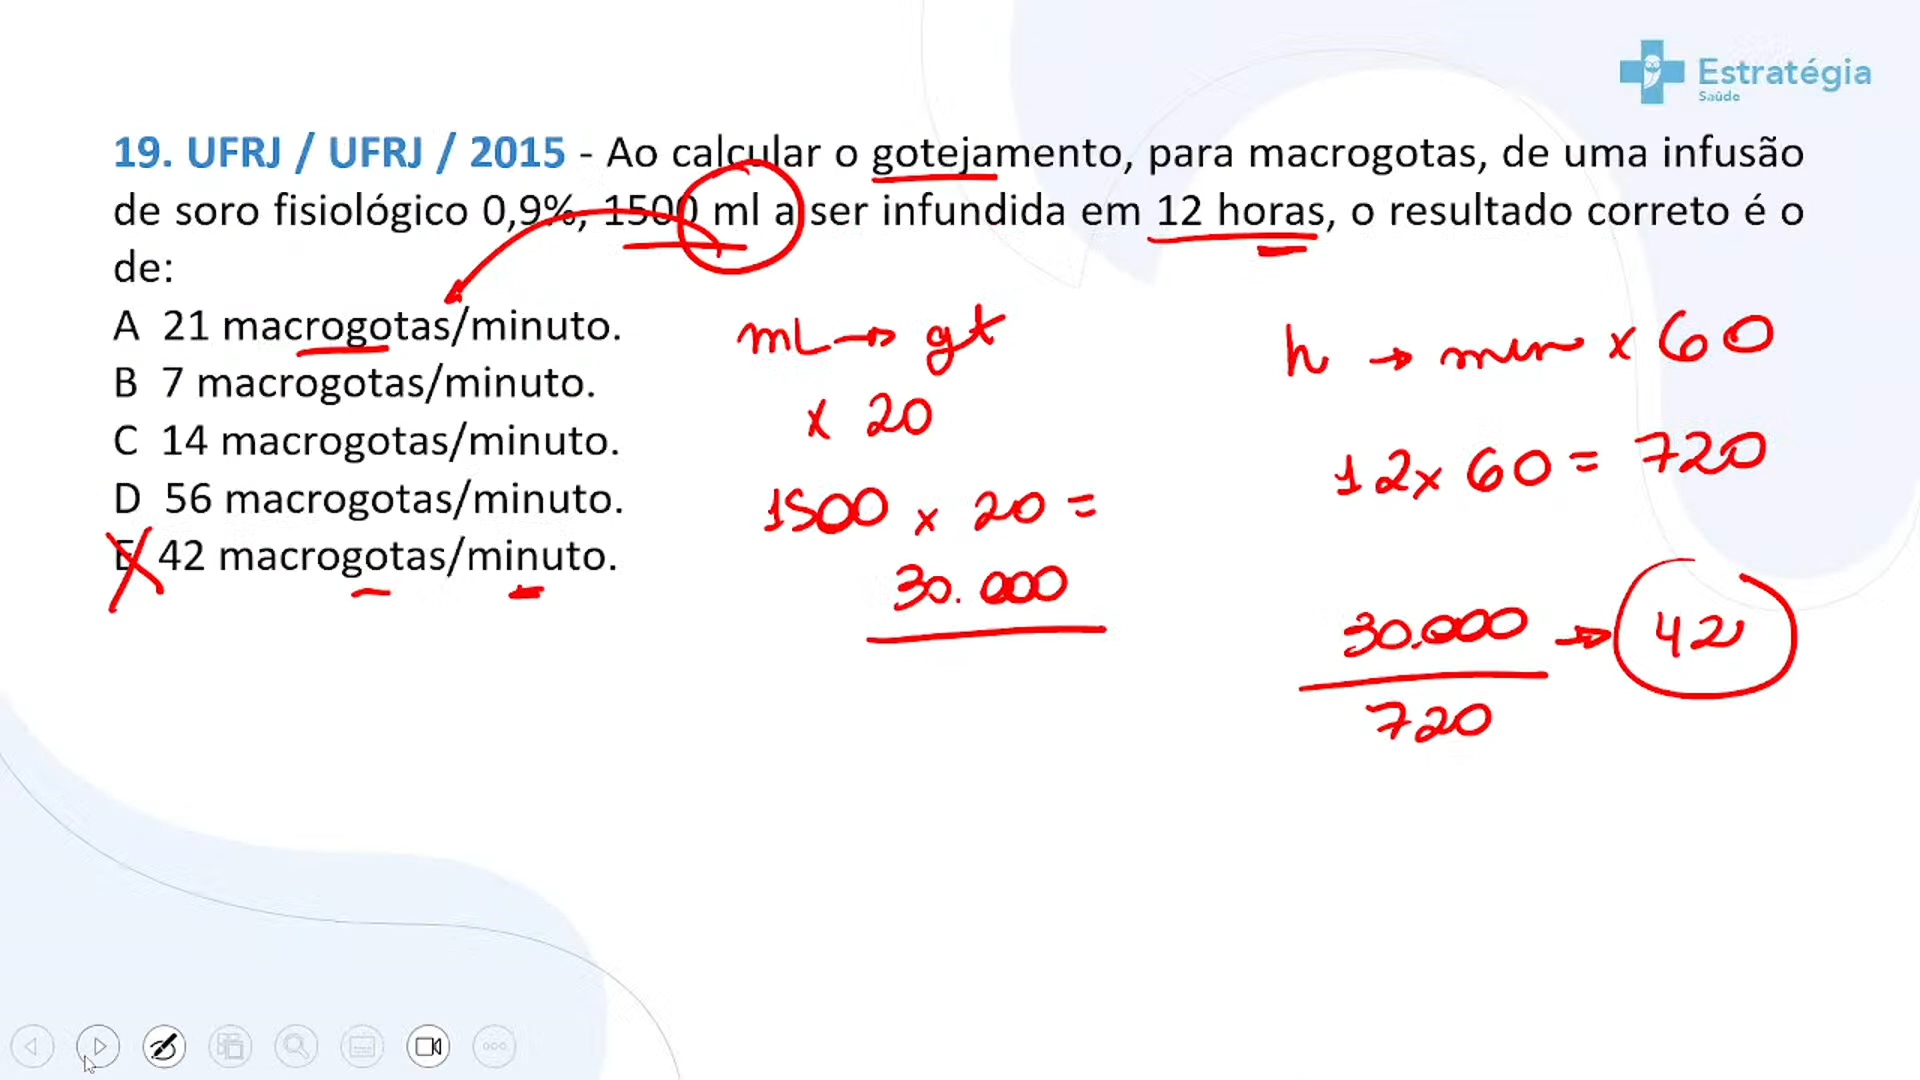 Estratégia
Saúde
19. UFRJ / UFRJ / 2015 - Ao calcular o gotejamento, para macrogotas, de uma infusão
de soro fisiológico 0,9%, 1500 ml a ser infundida em 12 horas, o resultado correto é o
de:
A 21 macrogotas/minuto.
B 7 macrogotas/minuto.
C 14 macrogotas/minuto.
D 56 macrogotas/minuto.
E 42 macrogotas/minuto.
mL → gt
x 20
1500 x 20 =
30.000
h → min x 60
12 x 60 = 720
30.000 → 42
720